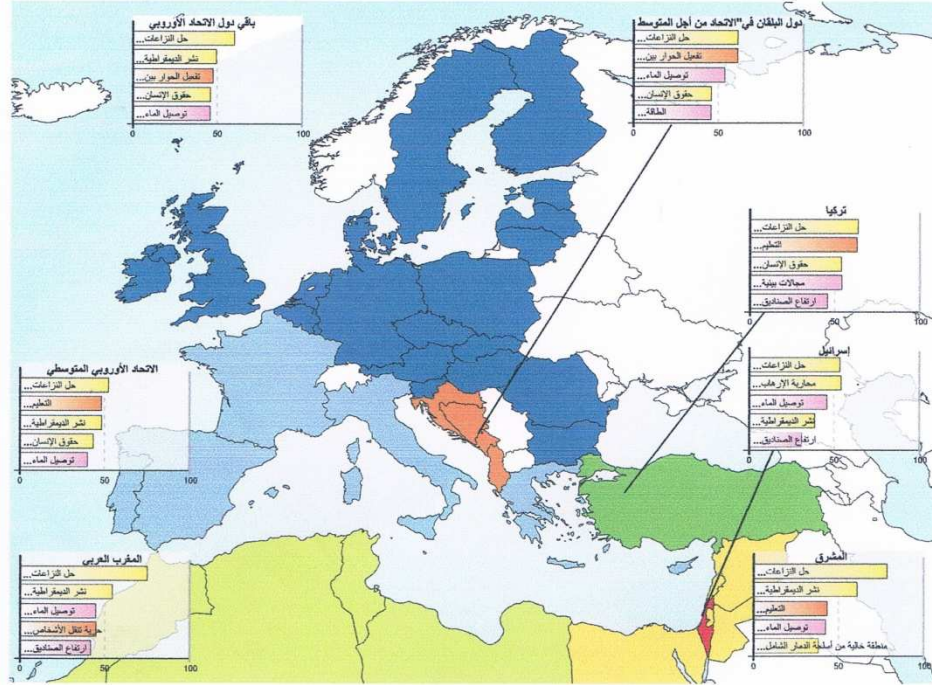 باقي دول الاتحاد الأوروبي
حل النزاعات...
نشر الديمقراطية...
تفعيل الحوار بين...
حقوق الإنسان...
توصيل الماء...
0 50 100
دول البلقان في"الاتحاد من أجل المتوسط
حل النزاعات...
تفعيل الحوار بين...
توصيل الماء...
حقوق الإنسان...
الطاقة...
0 50 100
تركيا
حل النزاعات...
التعليم...
حقوق الإنسان...
مجالات بيئية...
ارتفاع الصناديق...
0 50 100
إسرائيل
حل النزاعات...
محاربة الإرهاب...
توصيل الماء...
نشر الديمقراطية...
ارتفاع الصناديق...
0 50 100
الاتحاد الأوروبي المتوسطي
حل النزاعات...
التعليم...
نشر الديمقراطية...
حقوق الإنسان...
توصيل الماء...
0 50 100
المغرب العربي
حل النزاعات...
نشر الديمقراطية...
توصيل الماء...
حرية تنقل الأشخاص...
ارتفاع الصناديق...
0 50 100
المشرق
حل النزاعات...
نشر الديمقراطية...
التعليم...
توصيل الماء...
منطقة خالية من أسلحة الدمار الشامل...
0 50 100